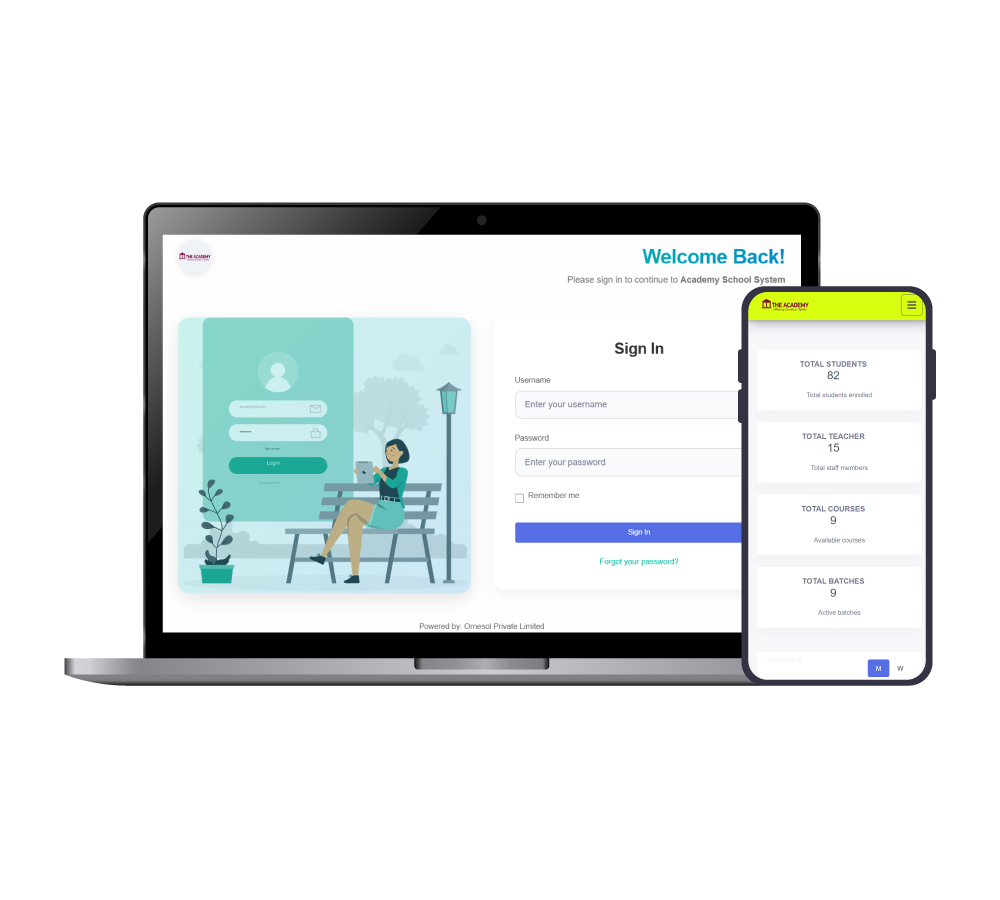 THE ACADEMY
Welcome Back!
Please sign in to continue to Academy School System
Login
Sign In
Username
Enter your username
Password
Enter your password
Remember me
Sign In
Forgot your password?
Powered by: Ornesol Private Limited
THE ACADEMY
TOTAL STUDENTS
82
Total students enrolled
TOTAL TEACHER
15
Total staff members
TOTAL COURSES
9
Available courses
TOTAL BATCHES
9
Active batches
M W